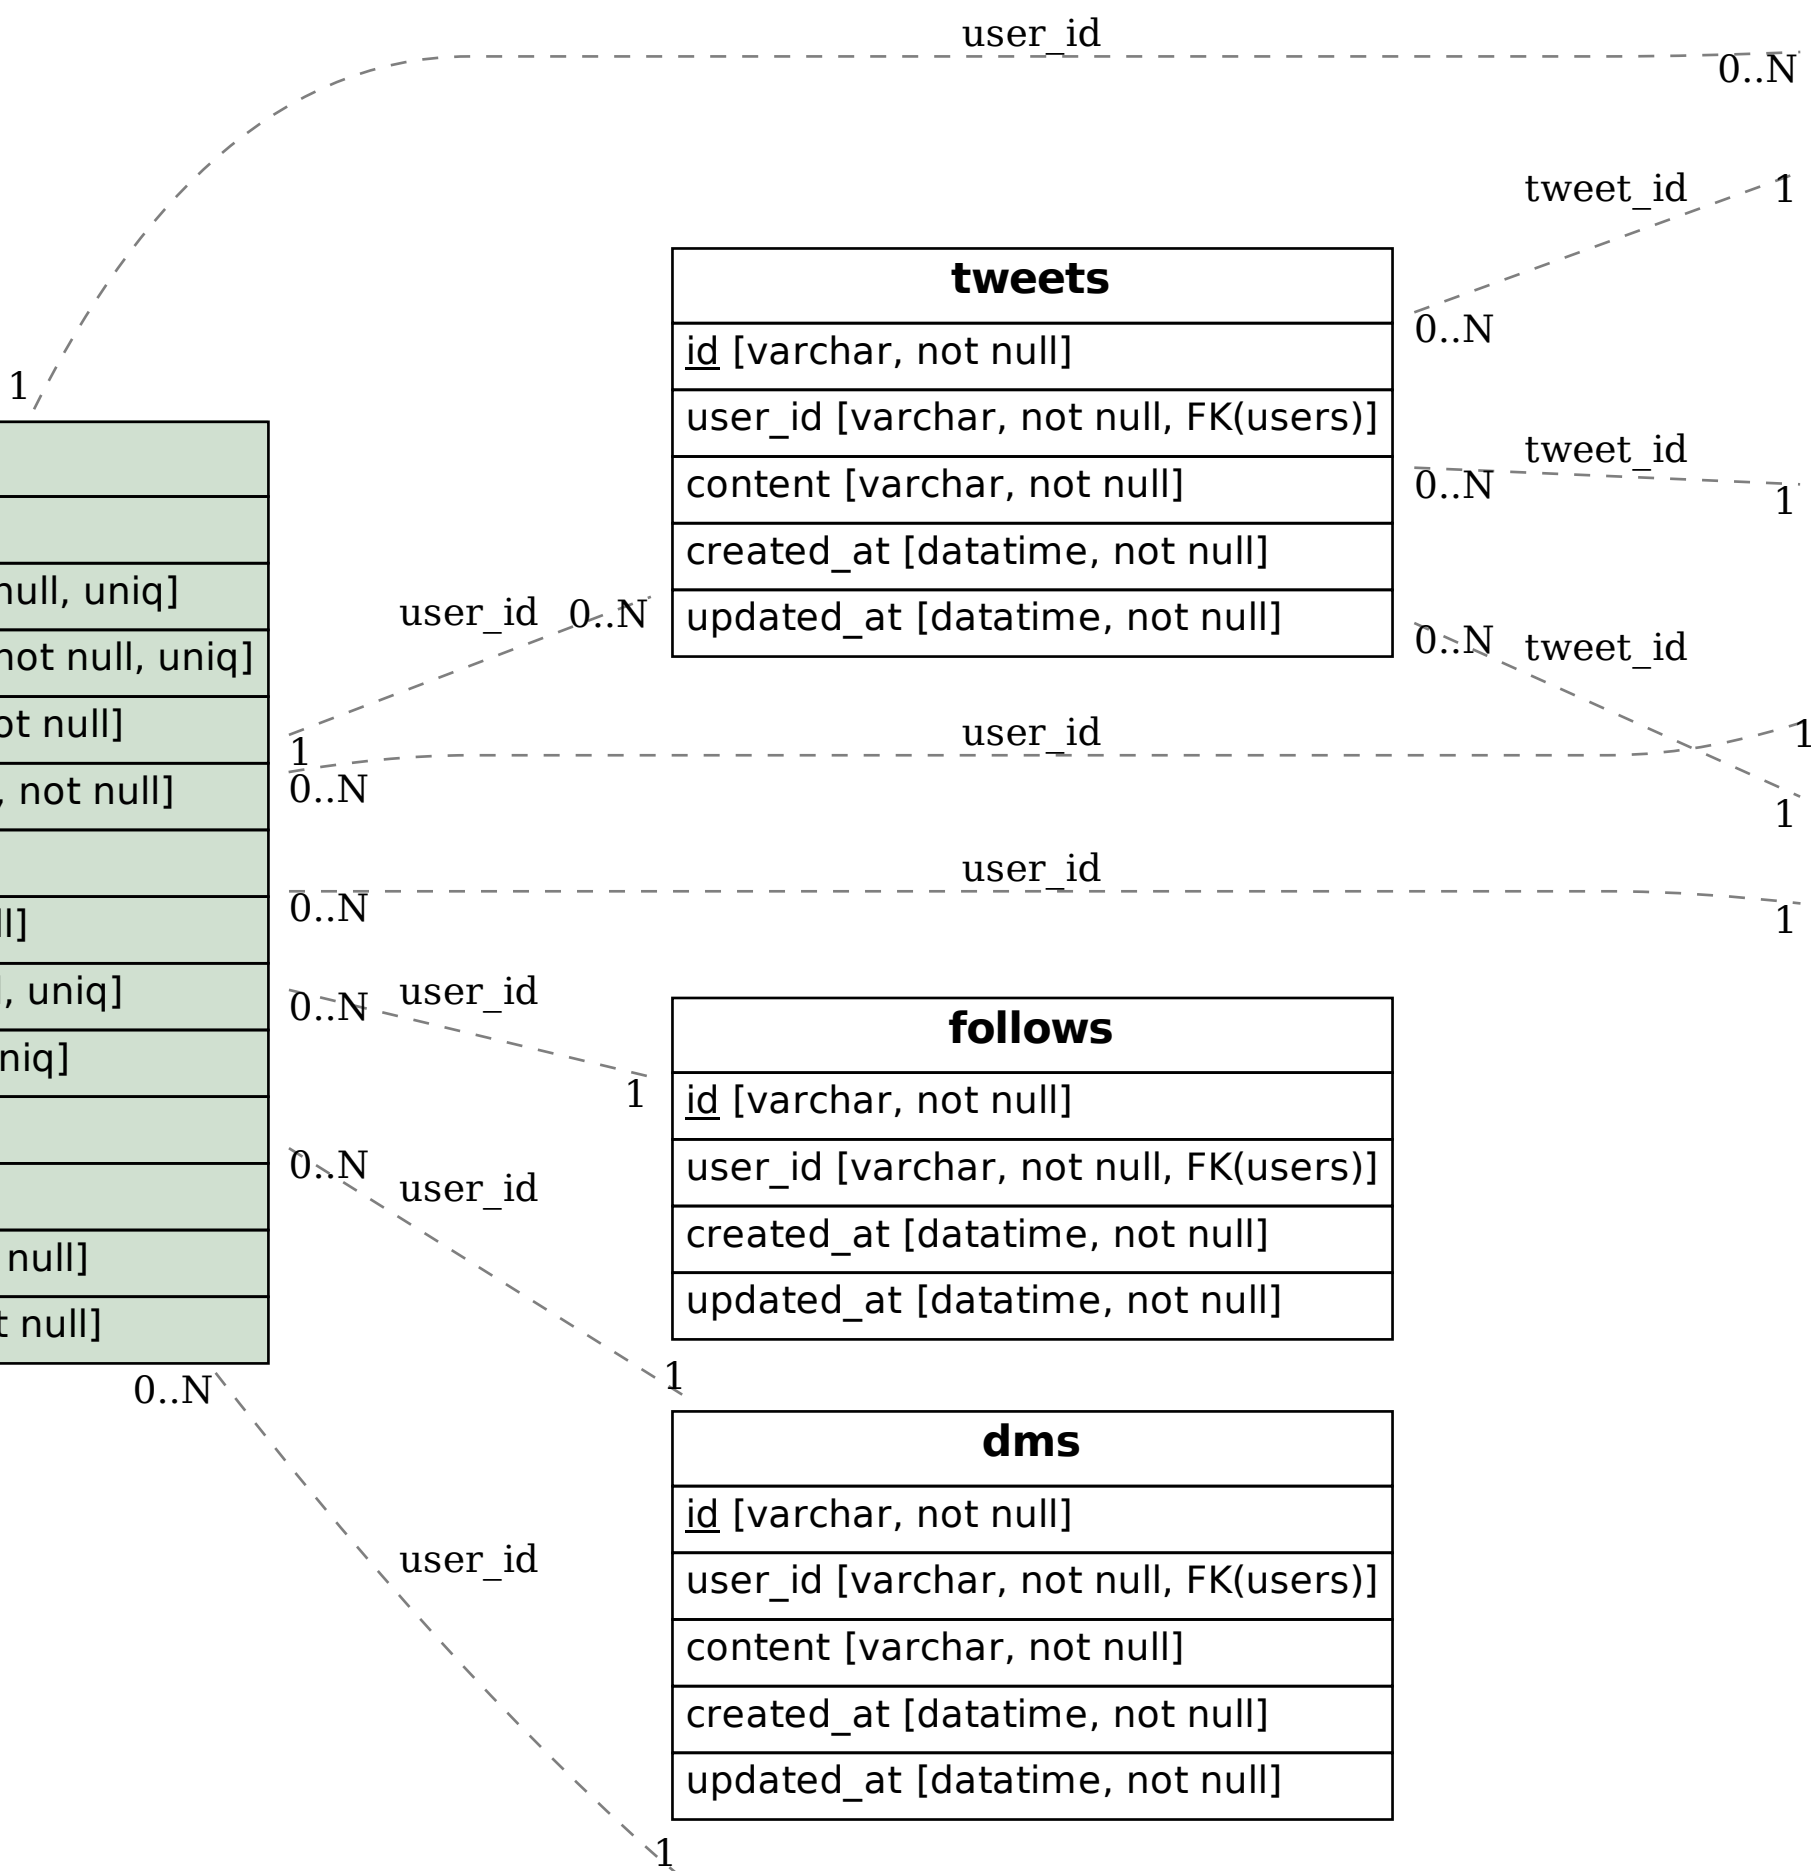 user_id
0..N
tweet_id
1
tweets
id [varchar, not null]
user_id [varchar, not null, FK(users)]
content [varchar, not null]
created_at [datatime, not null]
updated_at [datatime, not null]
0..N
tweet_id
0..N
1
0..N
tweet_id
1
1
null, uniq]
not null, uniq]
ot null]
, not null]
ll]
, uniq]
niq]
null]
t null]
user_id
0..N
1
user_id
0..N
1
user_id
0..N
1
0..N
user_id
1
0..N
user_id
1
follows
id [varchar, not null]
user_id [varchar, not null, FK(users)]
created_at [datatime, not null]
updated_at [datatime, not null]
dms
id [varchar, not null]
user_id [varchar, not null, FK(users)]
content [varchar, not null]
created_at [datatime, not null]
updated_at [datatime, not null]
0..N
user_id
1